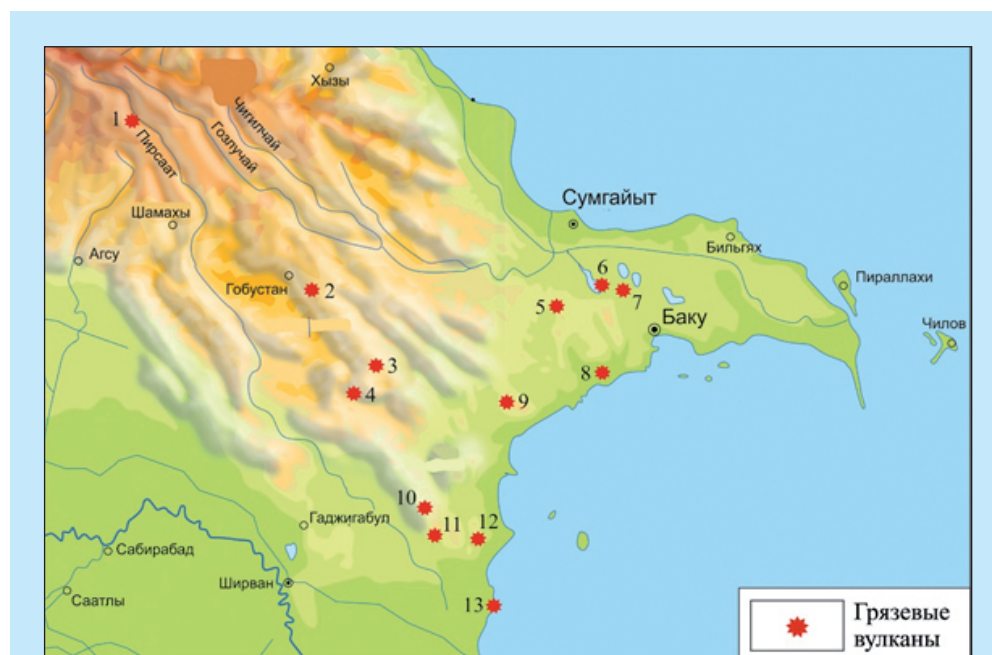 Хызы
1
Пирсаат
Гозлучай
Чигилчай
Сумгайыт
Шамахы
Агсу
Бильгях
Гобустан
2
6
5
7
Пираллахи
Баку
Чилов
3
8
4
9
10
Гаджигабул
11
12
Сабирабад
Ширван
Саатлы
13
Грязевые
вулканы